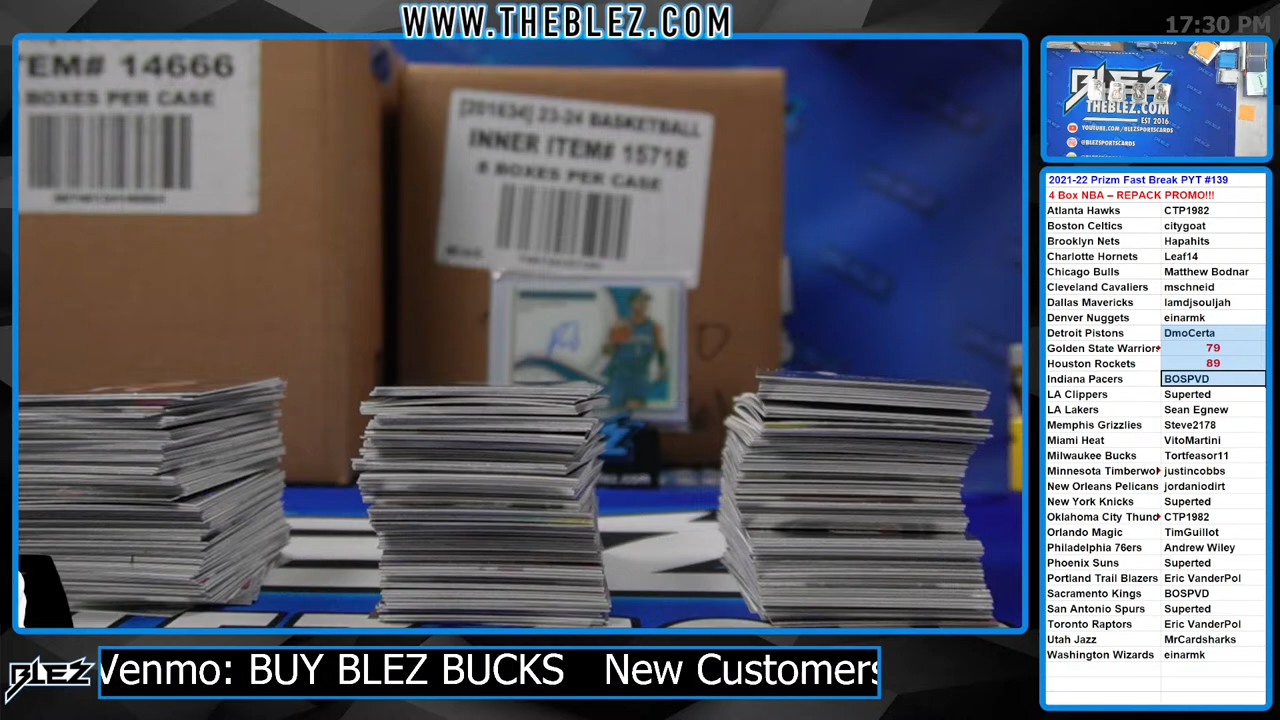 WWW.THEBLEZ.COM
17:30 PM
TEM# 14666
BOXES PER CASE
[201634] 23-24 BASKETBALL
INNER ITEM# 15718
8 BOXES PER CASE
BLEZ
THEBLEZ.COM
EST 2016
YOUTUBE.COM/BLEZSPORTSCARDS
@BLEZSPORTSCARDS
2021-22 Prizm Fast Break PYT #139
4 Box NBA – REPACK PROMO!!!
Atlanta Hawks CTP1982
Boston Celtics citygoat
Brooklyn Nets Hapahits
Charlotte Hornets Leaf14
Chicago Bulls Matthew Bodnar
Cleveland Cavaliers mschneid
Dallas Mavericks Iamdjsouljah
Denver Nuggets einarmk
Detroit Pistons DmoCerta
Golden State Warriors 79
Houston Rockets 89
Indiana Pacers BOSPVD
LA Clippers Superted
LA Lakers Sean Egnew
Memphis Grizzlies Steve2178
Miami Heat VitoMartini
Milwaukee Bucks Tortfeasor11
Minnesota Timberwol justincobbs
New Orleans Pelicans jordaniodirt
New York Knicks Superted
Oklahoma City Thund CTP1982
Orlando Magic TimGuillot
Philadelphia 76ers Andrew Wiley
Phoenix Suns Superted
Portland Trail Blazers Eric VanderPol
Sacramento Kings BOSPVD
San Antonio Spurs Superted
Toronto Raptors Eric VanderPol
Utah Jazz MrCardsharks
Washington Wizards einarmk
BLEZ
Venmo: BUY BLEZ BUCKS New Customers